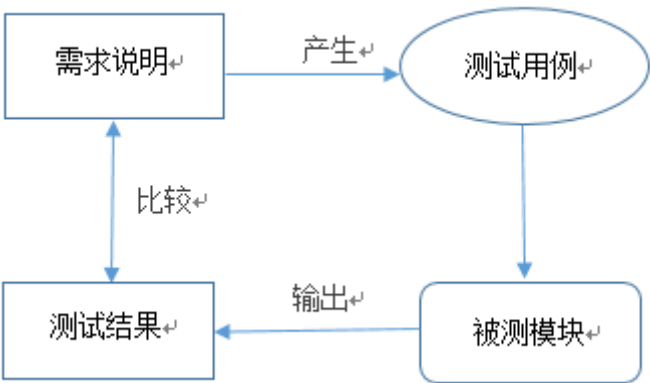 需求说明
产生
测试用例
比较
测试结果
输出
被测模块